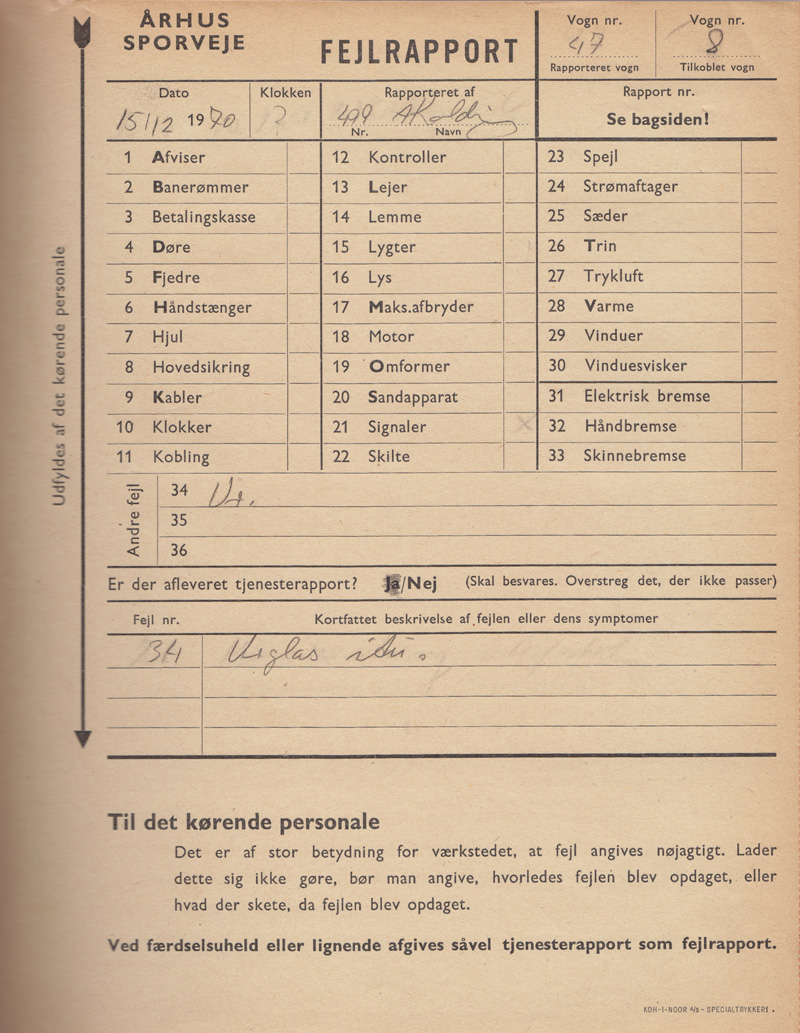 ÅRHUS
SPORVEJE
FEJLRAPPORT
Vogn nr.
47
Rapporteret vogn
Vogn nr.
8
Tilkoblet vogn
Dato
15/12 1970
Klokken
?
Rapporteret af
499 AKolding
Nr. Navn
Rapport nr.
Se bagsiden!
Udfyldes af det kørende personale
1 Afviser
2 Banerømmer
3 Betalingskasse
4 Døre
5 Fjedre
6 Håndstænger
7 Hjul
8 Hovedsikring
9 Kabler
10 Klokker
11 Kobling
12 Kontroller
13 Lejer
14 Lemme
15 Lygter
16 Lys
17 Maks.afbryder
18 Motor
19 Omformer
20 Sandapparat
21 Signaler
22 Skilte
23 Spejl
24 Strømaftager
25 Sæder
26 Trin
27 Trykluft
28 Varme
29 Vinduer
30 Vinduesvisker
31 Elektrisk bremse
32 Håndbremse
33 Skinnebremse
Andre fejl
34 Ur.
35
36
Er der afleveret tjenesterapport? Ja/Nej (Skal besvares. Overstreg det, der ikke passer)
Fejl nr. Kortfattet beskrivelse af fejlen eller dens symptomer
34 Urglas itu.
Til det kørende personale
Det er af stor betydning for værkstedet, at fejl angives nøjagtigt. Lader
dette sig ikke gøre, bør man angive, hvorledes fejlen blev opdaget, eller
hvad der skete, da fejlen blev opdaget.
Ved færdselsuheld eller lignende afgives såvel tjenesterapport som fejlrapport.
KOH-I-NOOR A/S - SPECIALTRYKKERI .